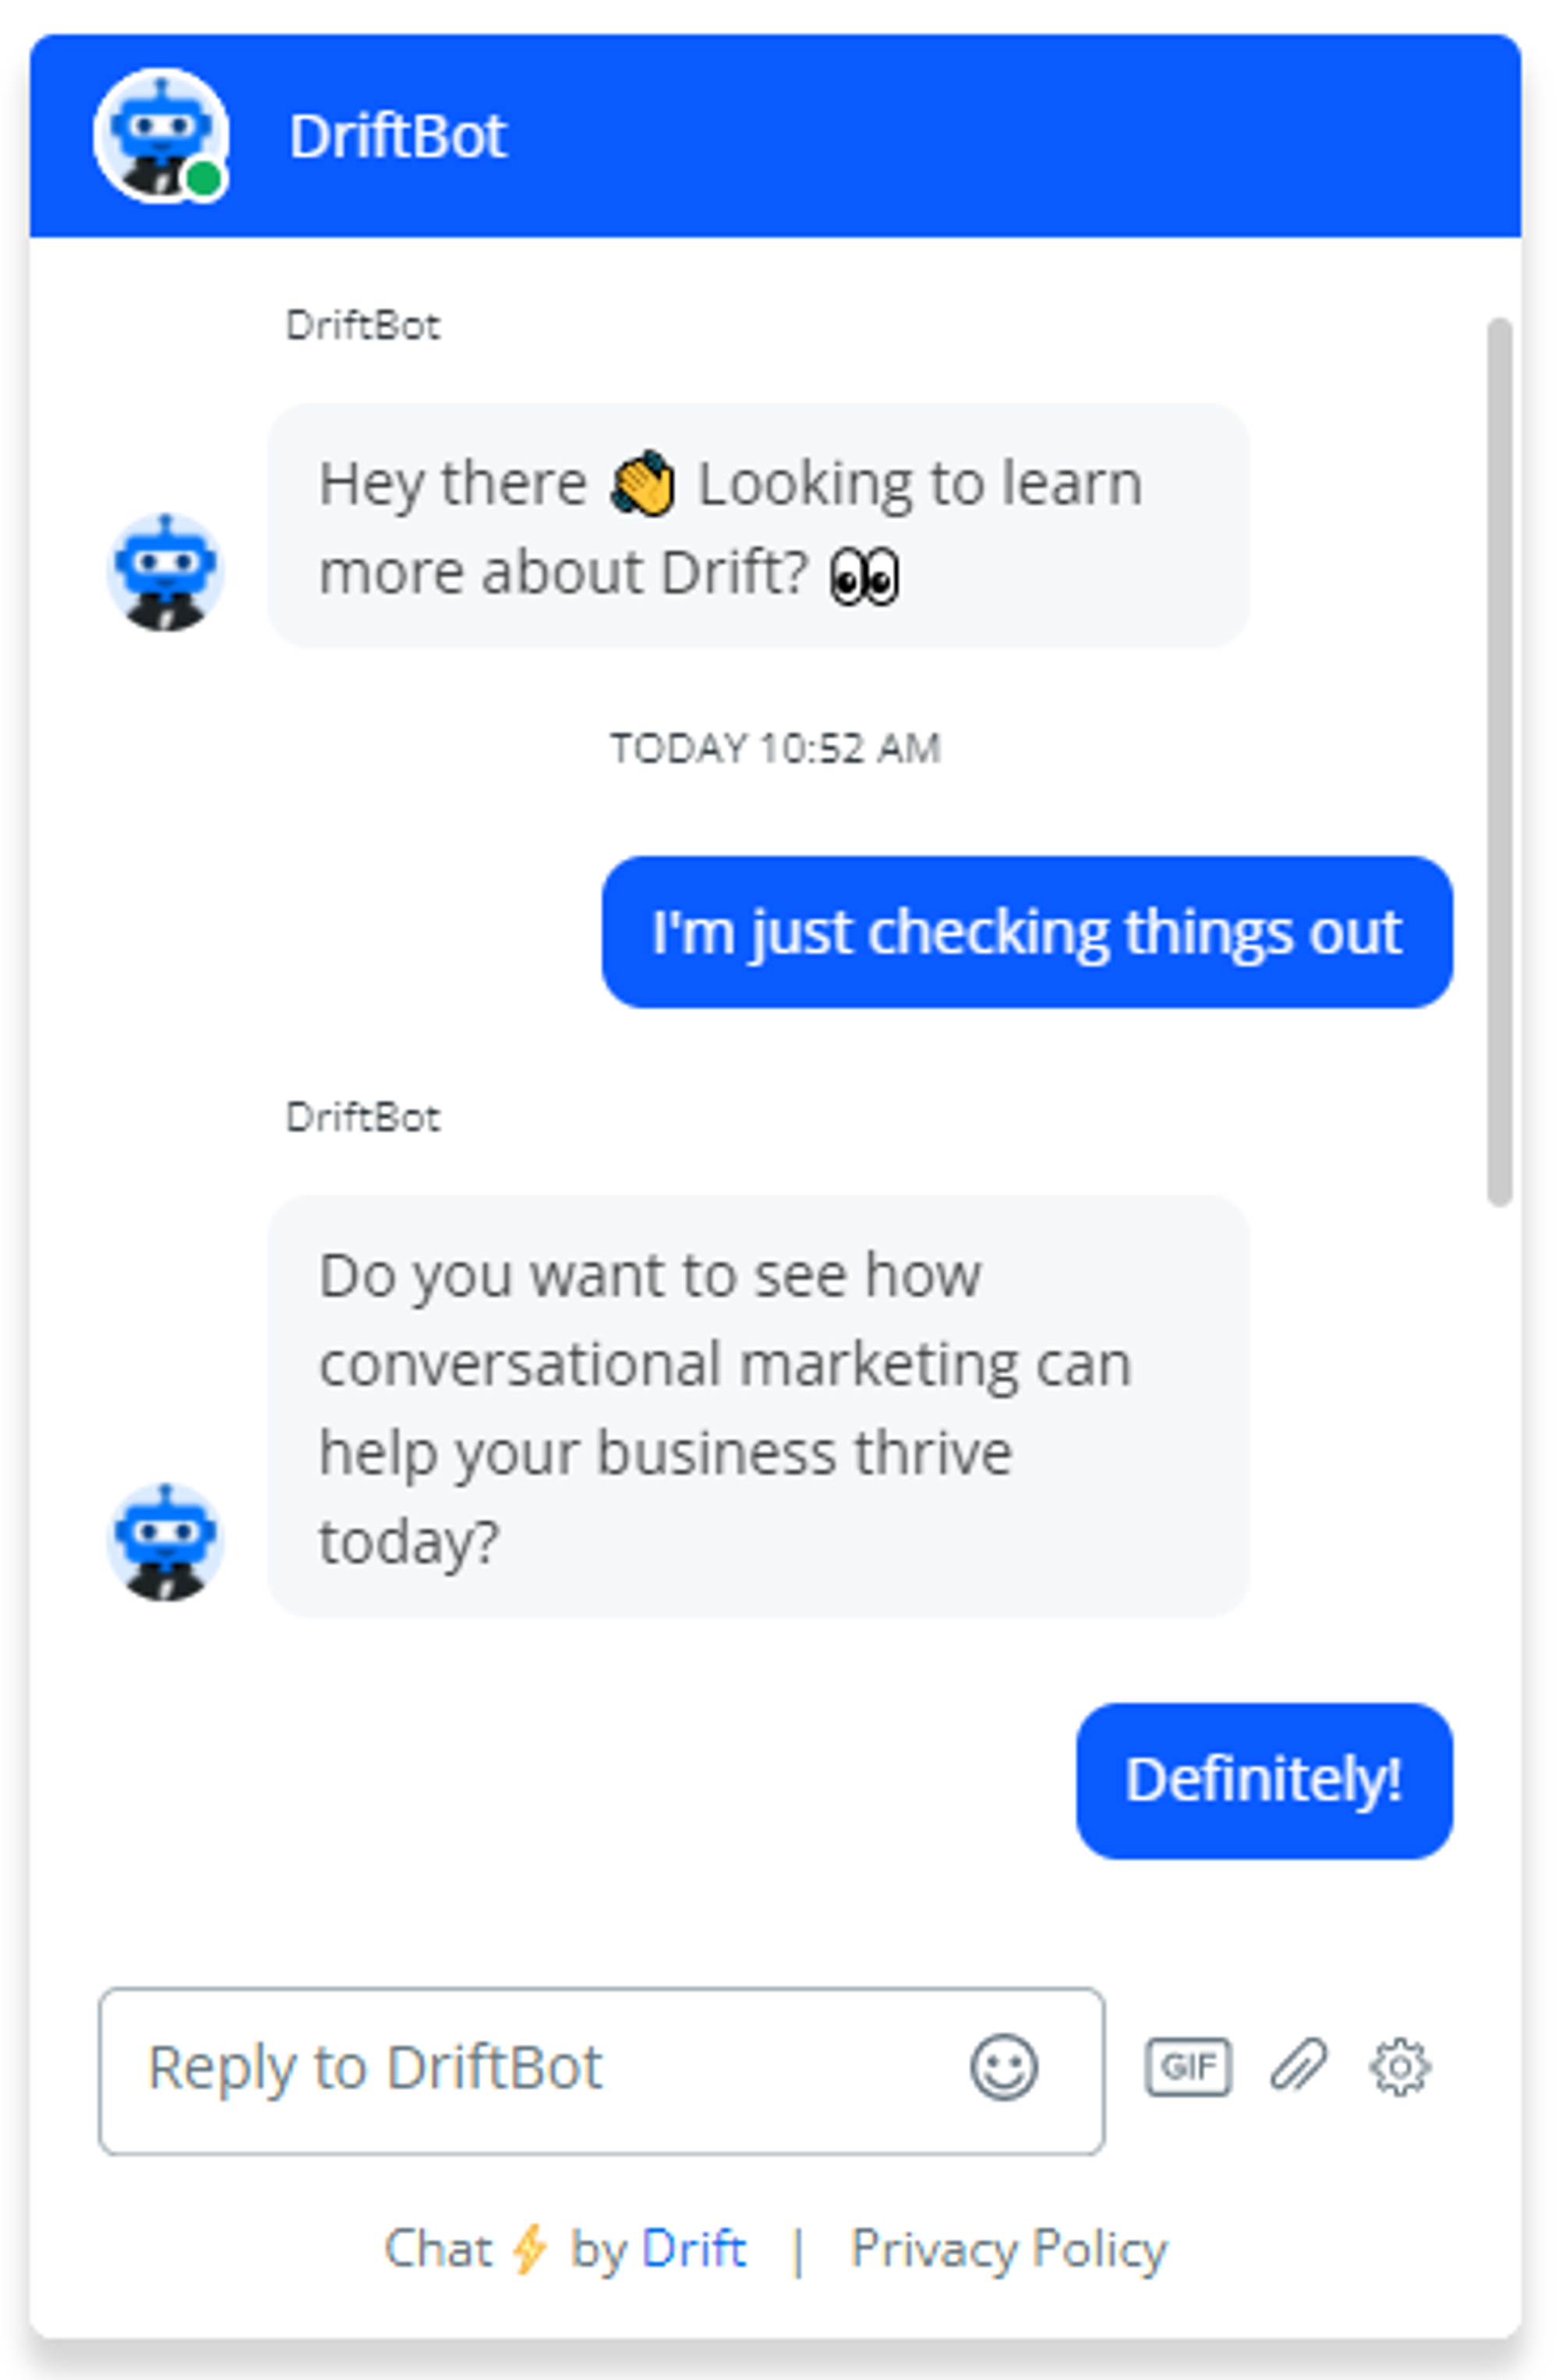 DriftBot
DriftBot
Hey there 👋 Looking to learn
more about Drift? 👀
TODAY 10:52 AM
I'm just checking things out
DriftBot
Do you want to see how
conversational marketing can
help your business thrive
today?
Definitely!
Reply to DriftBot
GIF
Chat ⚡ by Drift | Privacy Policy